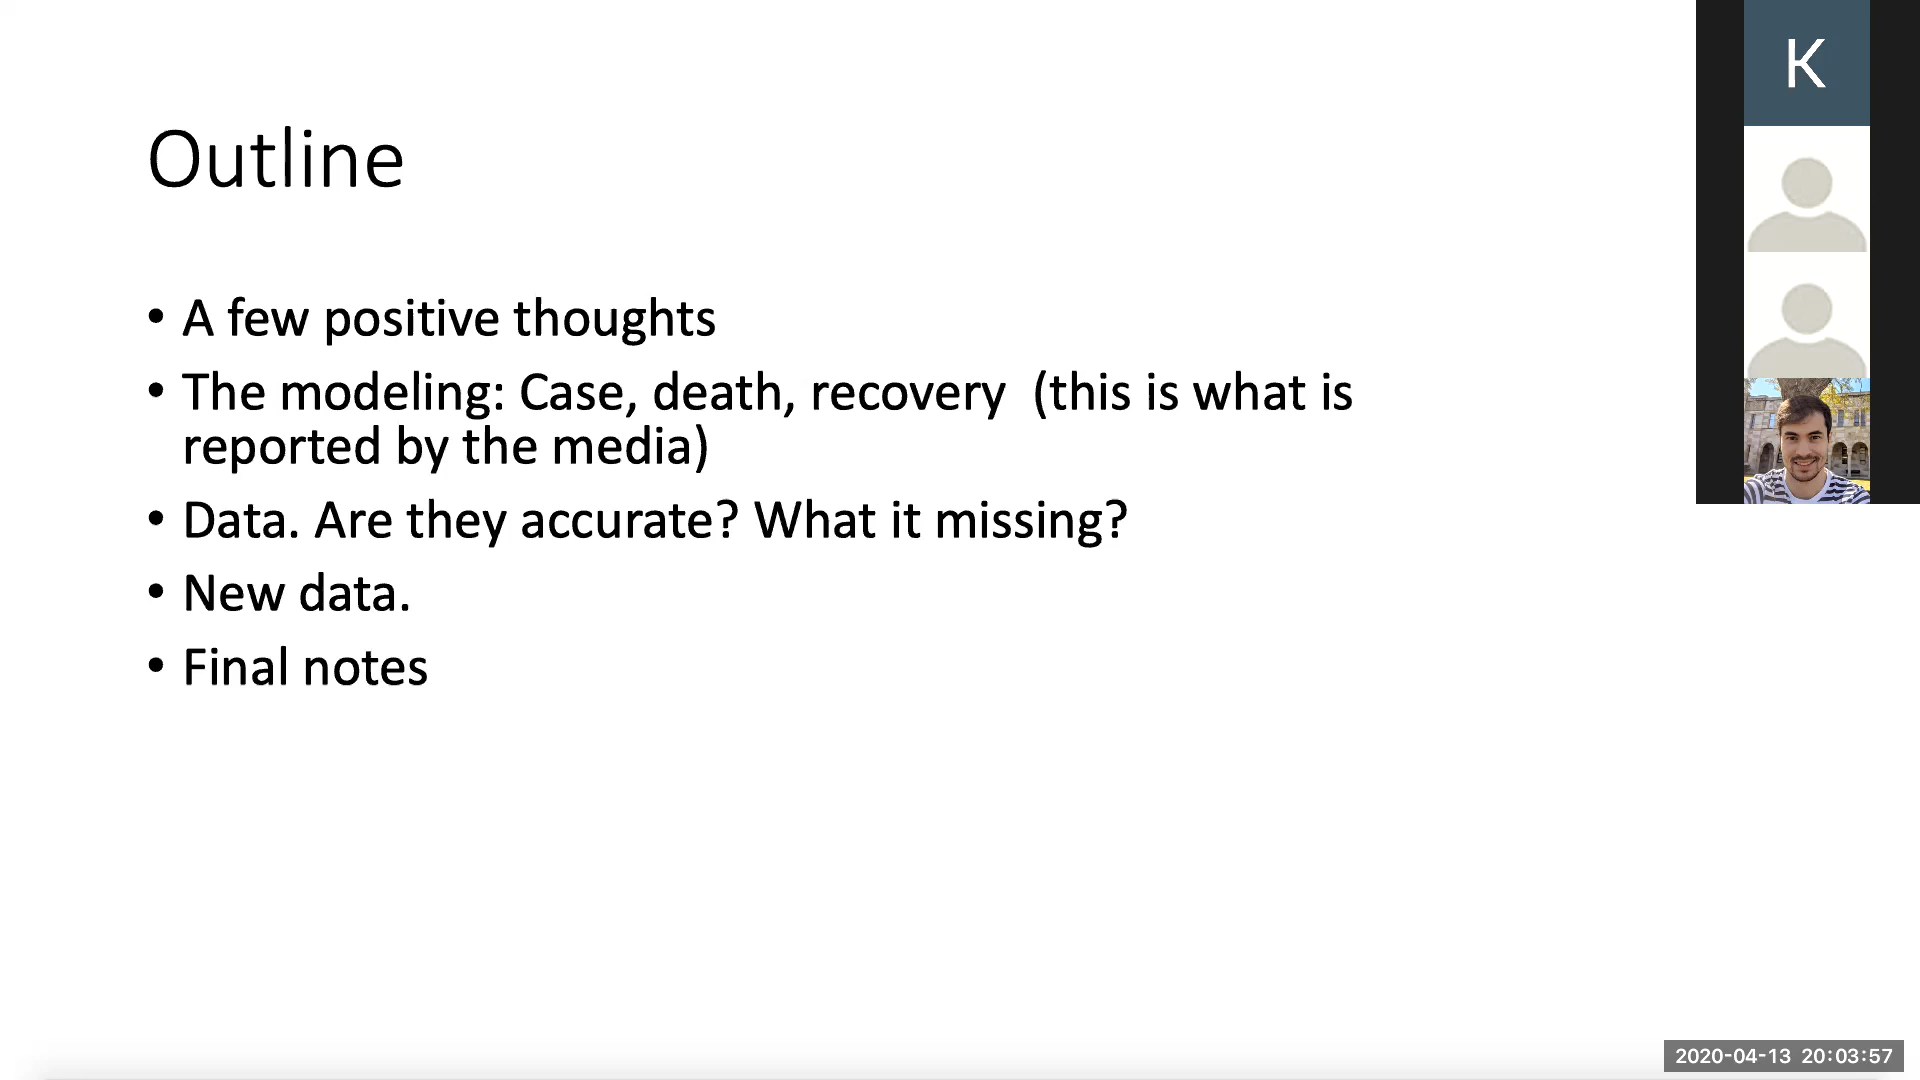 Outline
• A few positive thoughts
• The modeling: Case, death, recovery (this is what is
reported by the media)
• Data. Are they accurate? What it missing?
• New data.
• Final notes
K
2020-04-13 20:03:57